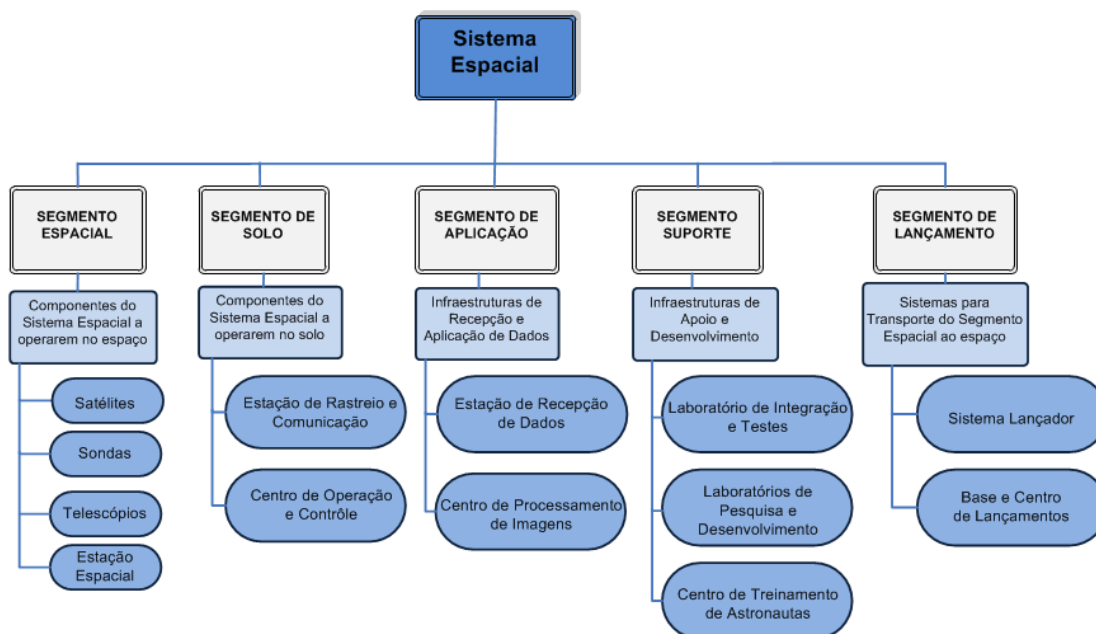 Sistema
Espacial
SEGMENTO
ESPACIAL
SEGMENTO DE
SOLO
SEGMENTO DE
APLICAÇÃO
SEGMENTO
SUPORTE
SEGMENTO DE
LANÇAMENTO
Componentes do
Sistema Espacial a
operarem no espaço
Componentes do
Sistema Espacial a
operarem no solo
Infraestruturas de
Recepção e
Aplicação de Dados
Infraestruturas de
Apoio e
Desenvolvimento
Sistemas para
Transporte do Segmento
Espacial ao espaço
Satélites
Sondas
Telescópios
Estação
Espacial
Estação de Rastreio e
Comunicação
Centro de Operação
e Contrôle
Estação de Recepção
de Dados
Centro de Processamento
de Imagens
Laboratório de Integração
e Testes
Laboratórios de
Pesquisa e
Desenvolvimento
Centro de Treinamento
de Astronautas
Sistema Lançador
Base e Centro
de Lançamentos